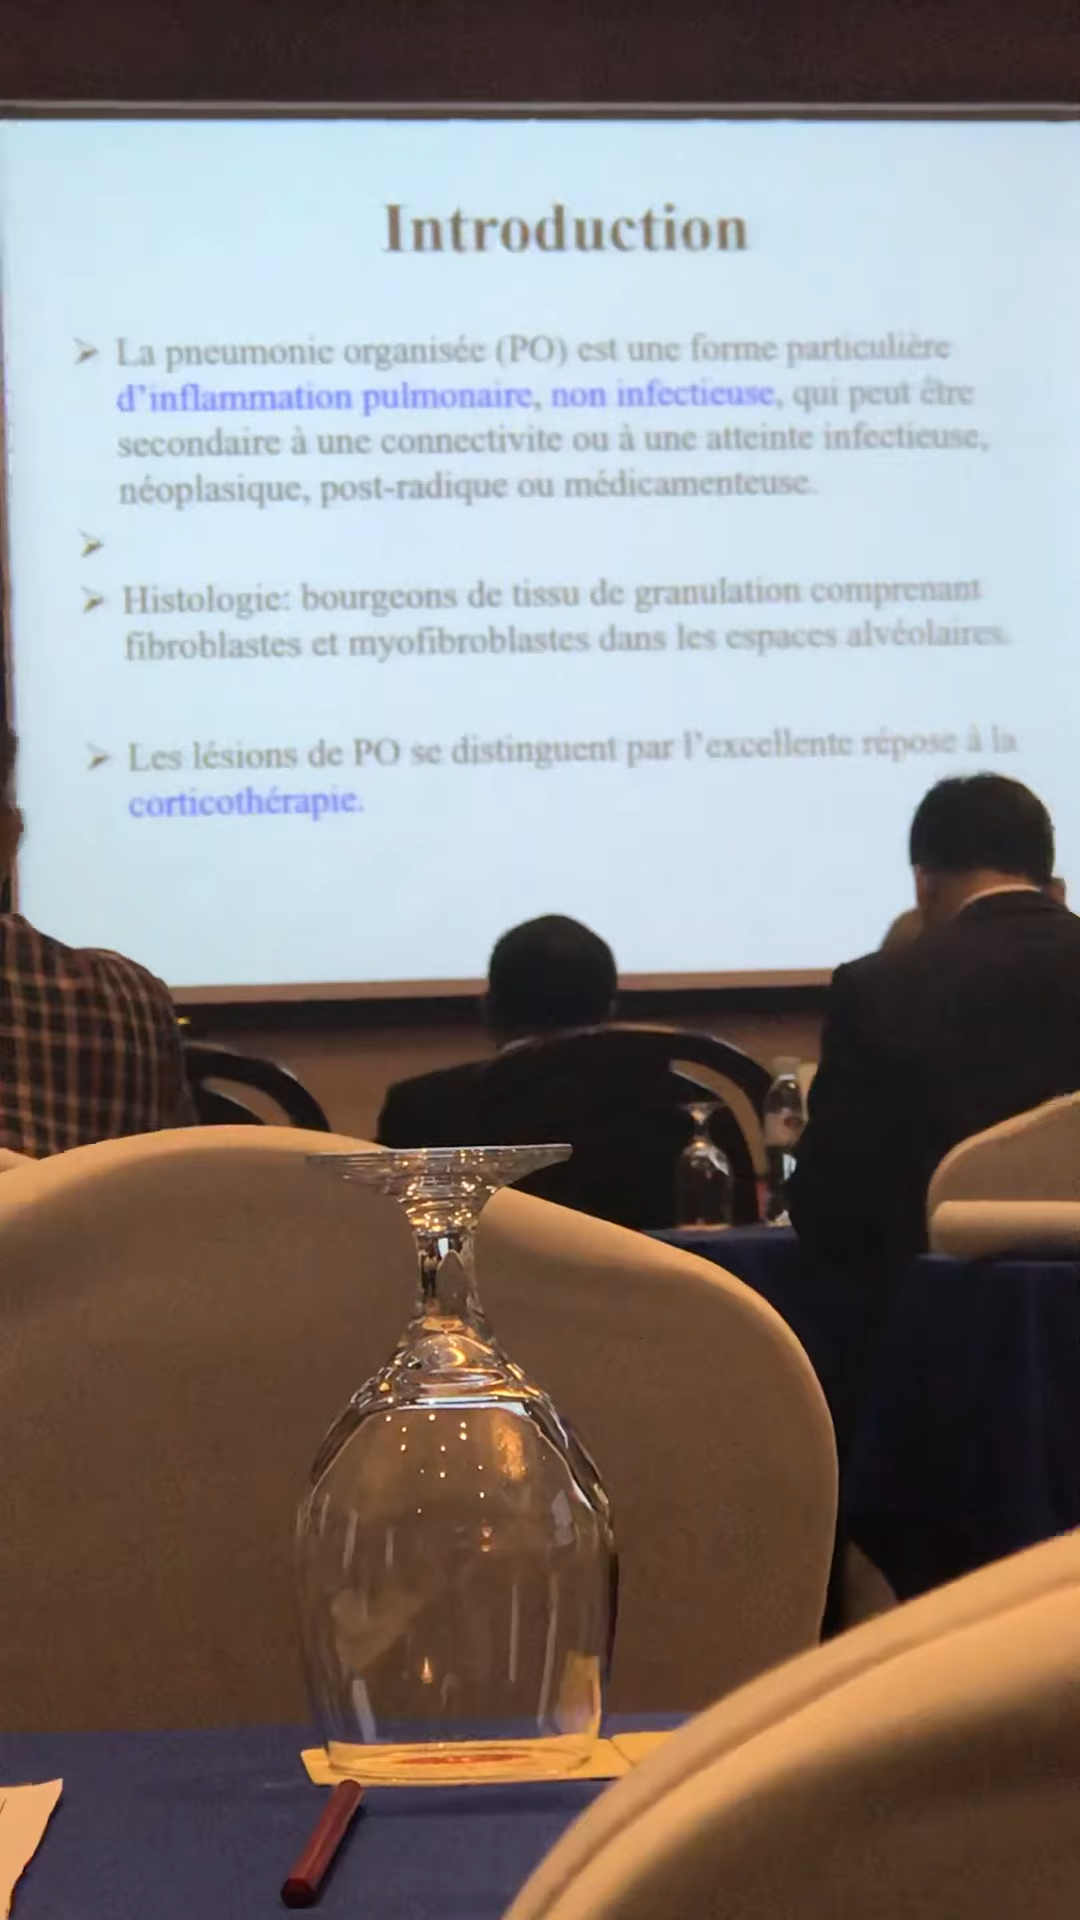 Introduction
➢ La pneumonie organisée (PO) est une forme particulière
d'inflammation pulmonaire, non infectieuse, qui peut être
secondaire à une connectivite ou à une atteinte infectieuse,
néoplasique, post-radique ou médicamenteuse.
➢
➢ Histologie: bourgeons de tissu de granulation comprenant
fibroblastes et myofibroblastes dans les espaces alvéolaires.
➢ Les lésions de PO se distinguent par l'excellente répose à la
corticothérapie.